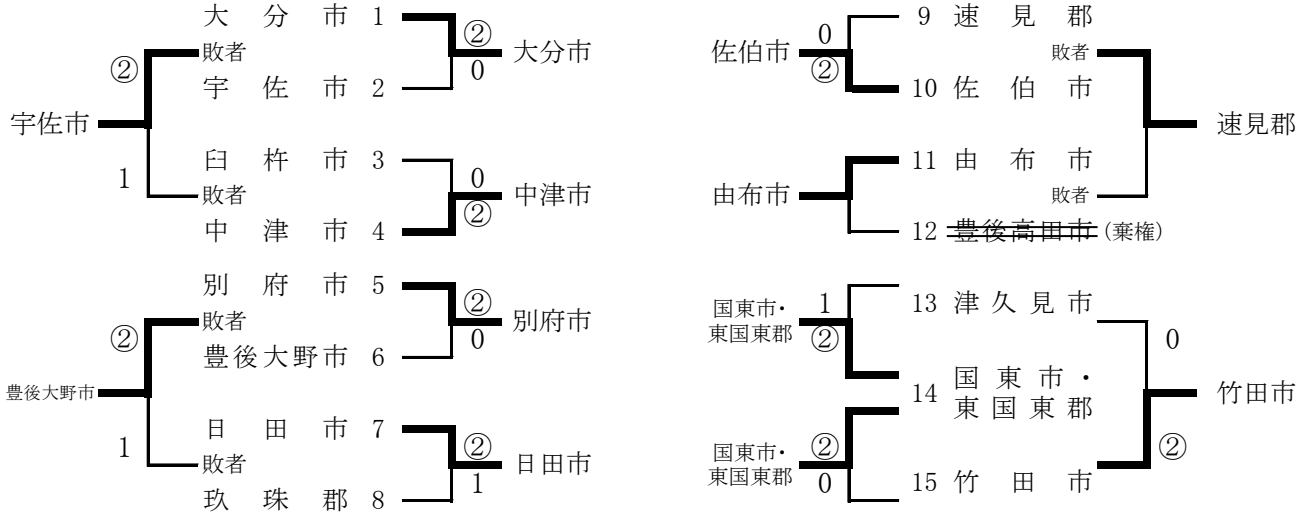 大分市 1
敗者
②
②
0
大分市
宇佐市 2
宇佐市
臼杵市 3
1
敗者
0
②
中津市
中津市 4
別府市 5
敗者
②
②
0
別府市
豊後大野市 6
豊後大野市
日田市 7
1
敗者
②
1
日田市
玖珠郡 8
9 速見郡
0
②
佐伯市
敗者
10 佐伯市
速見郡
11 由布市
由布市
敗者
12 豊後高田市 (棄権)
13 津久見市
国東市・
東国東郡
1
②
0
14 国東市・
東国東郡
竹田市
国東市・
東国東郡
②
0
②
15 竹田市